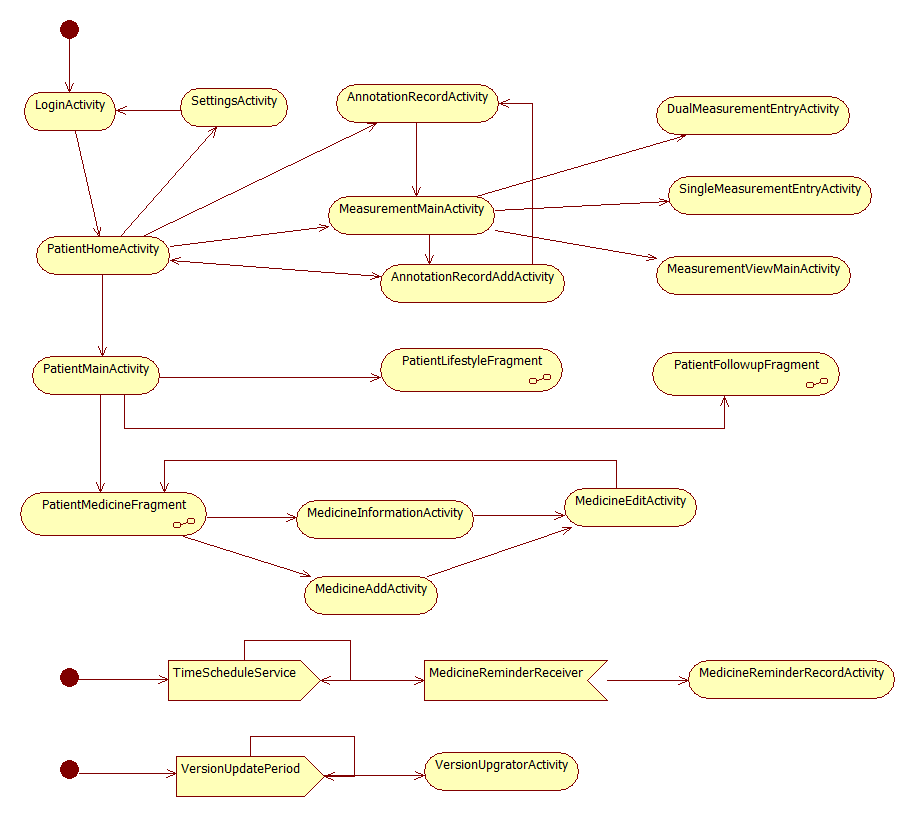 LoginActivity
SettingsActivity
AnnotationRecordActivity
DualMeasurementEntryActivity
SingleMeasurementEntryActivity
MeasurementMainActivity
PatientHomeActivity
AnnotationRecordAddActivity
MeasurementViewMainActivity
PatientMainActivity
PatientLifestyleFragment
PatientFollowupFragment
PatientMedicineFragment
MedicineInformationActivity
MedicineEditActivity
MedicineAddActivity
TimeScheduleService
MedicineReminderReceiver
MedicineReminderRecordActivity
VersionUpdatePeriod
VersionUpgratorActivity